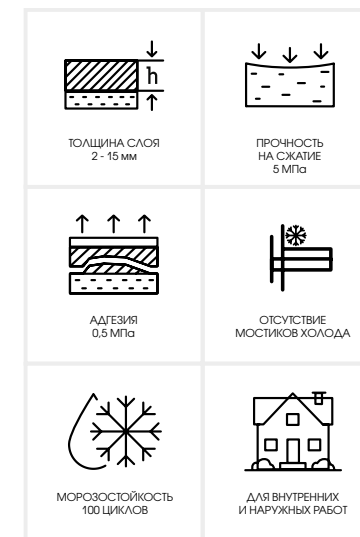 h
ТОЛЩИНА СЛОЯ
2 - 15 мм
ПРОЧНОСТЬ
НА СЖАТИЕ
5 МПа
АДГЕЗИЯ
0,5 МПа
ОТСУТСТВИЕ
МОСТИКОВ ХОЛОДА
МОРОЗОСТОЙКОСТЬ
100 ЦИКЛОВ
ДЛЯ ВНУТРЕННИХ
И НАРУЖНЫХ РАБОТ